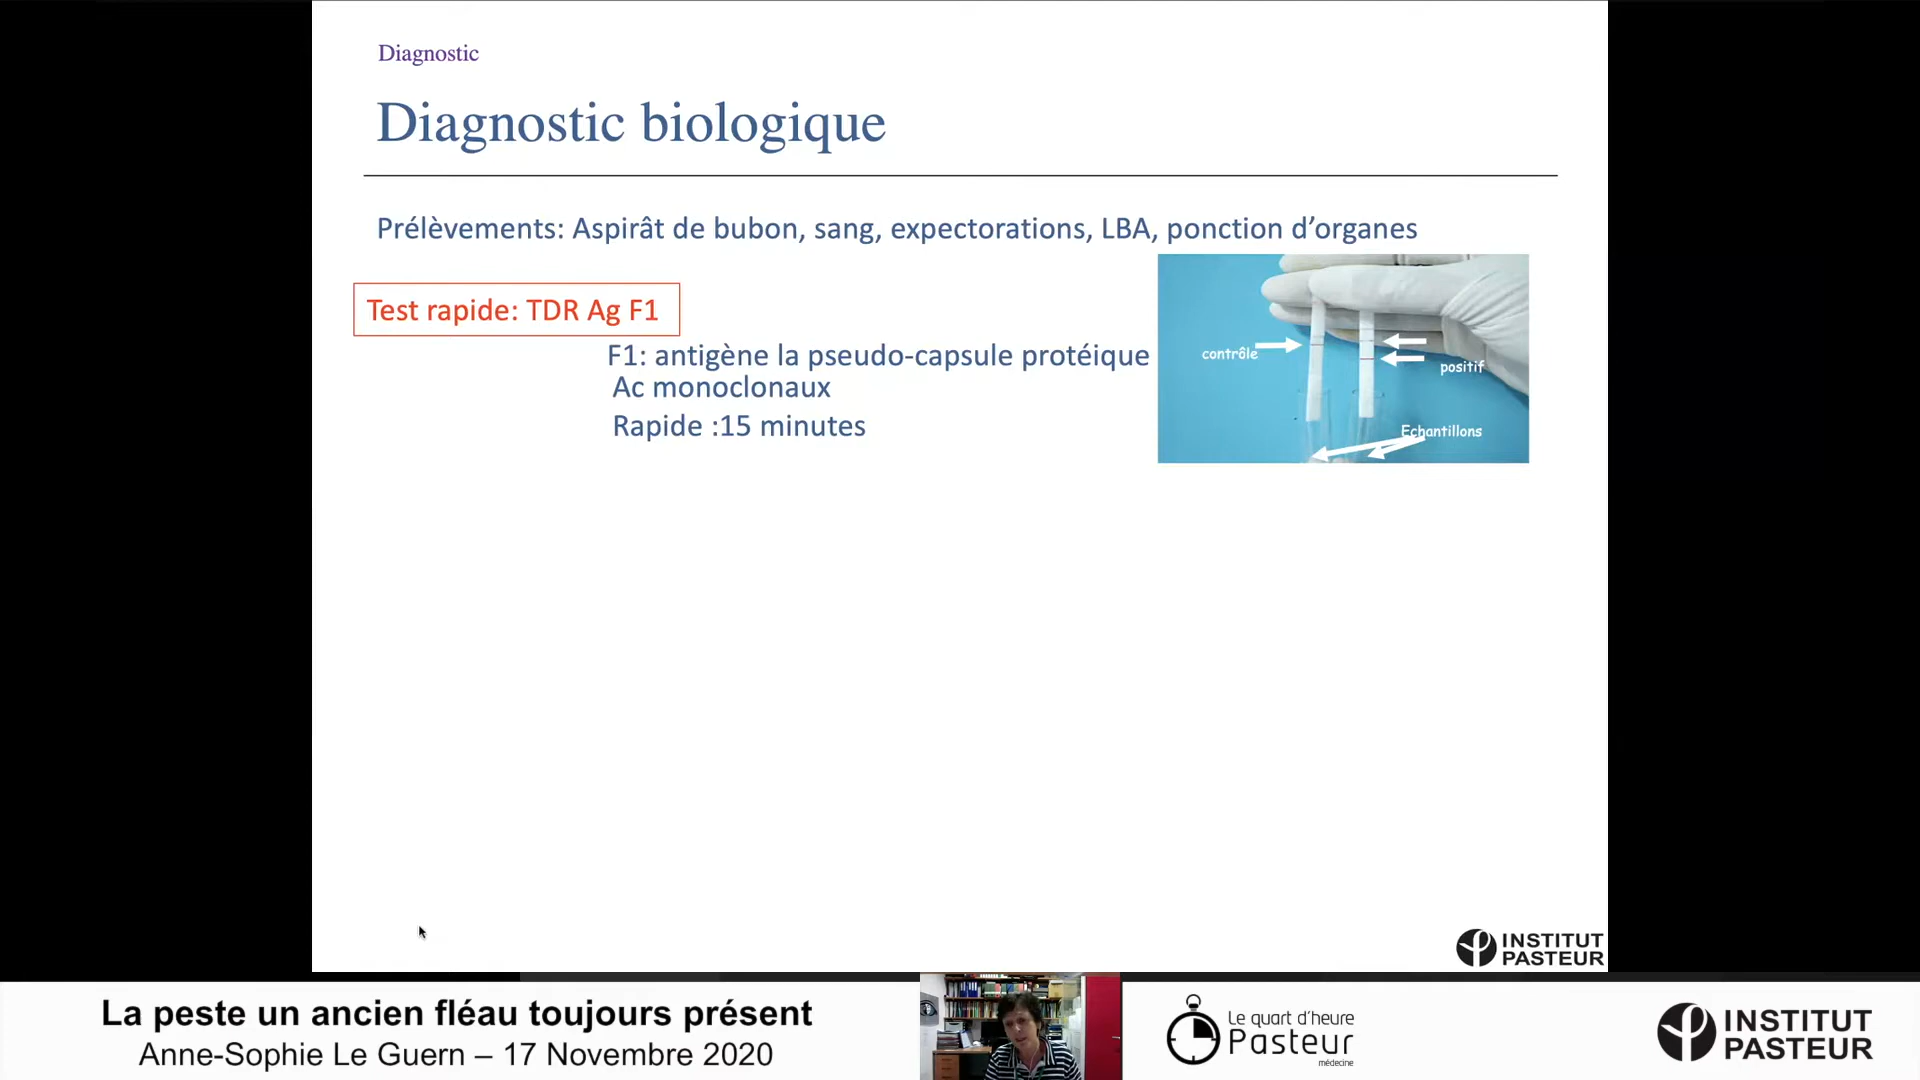 Diagnostic
Diagnostic biologique
Prélèvements: Aspirât de bubon, sang, expectorations, LBA, ponction d’organes
Test rapide: TDR Ag F1
F1: antigène la pseudo-capsule protéique
Ac monoclonaux
Rapide :15 minutes
contrôle
positif
Echantillons
INSTITUT
PASTEUR
La peste un ancien fléau toujours présent
Anne-Sophie Le Guern – 17 Novembre 2020
Le quart d'heure
Pasteur
médecine
INSTITUT
PASTEUR